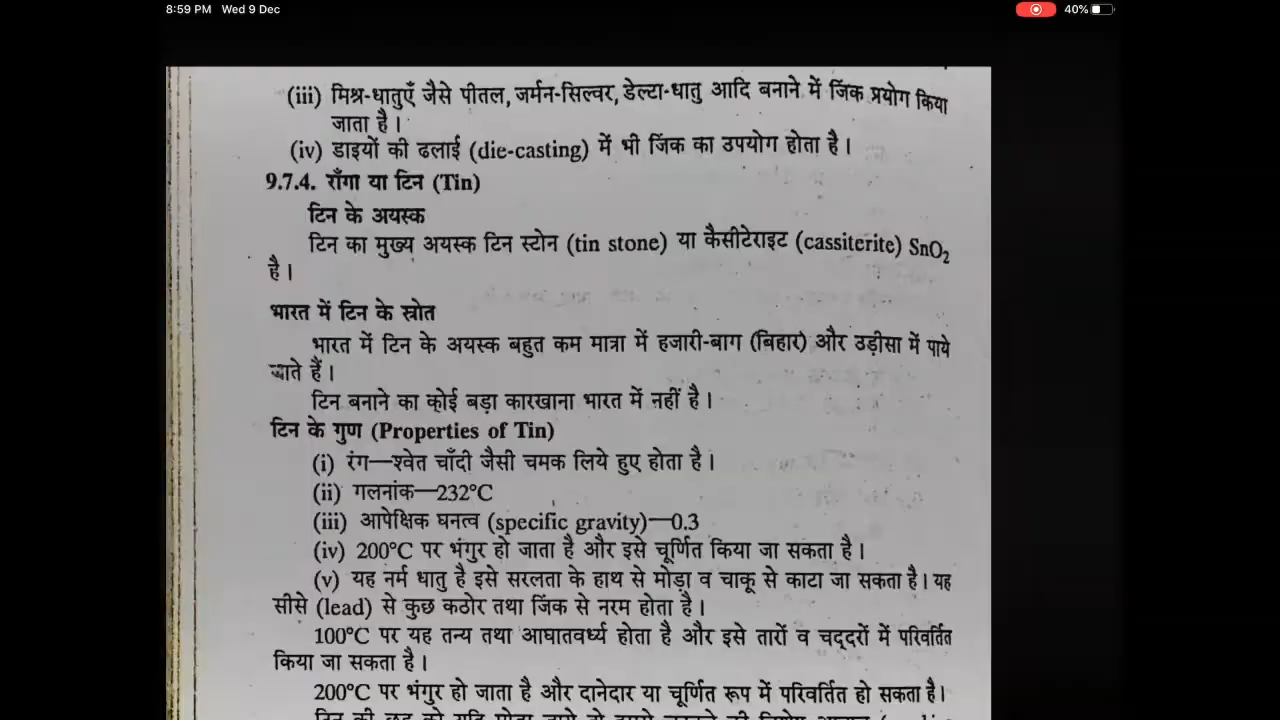 8:59 PM Wed 9 Dec
40%
(iii) मिश्र-धातुएँ जैसे पीतल, जर्मन-सिल्वर, डेल्टा-धातु आदि बनाने में जिंक प्रयोग किया
जाता है।
(iv) डाइयों की ढलाई (die-casting) में भी जिंक का उपयोग होता है।
9.7.4. राँगा या टिन (Tin)
टिन के अयस्क
टिन का मुख्य अयस्क टिन स्टोन (tin stone) या कैसीटेराइट (cassiterite) SnO₂
है।
भारत में टिन के स्रोत
भारत में टिन के अयस्क बहुत कम मात्रा में हजारी-बाग (बिहार) और उड़ीसा में पाये
जाते हैं।
टिन बनाने का कोई बड़ा कारखाना भारत में नहीं है।
टिन के गुण (Properties of Tin)
(i) रंग—श्वेत चाँदी जैसी चमक लिये हुए होता है।
(ii) गलनांक—232°C
(iii) आपेक्षिक घनत्व (specific gravity)—0.3
(iv) 200°C पर भंगुर हो जाता है और इसे चूर्णित किया जा सकता है।
(v) यह नर्म धातु है इसे सरलता के हाथ से मोड़ा व चाकू से काटा जा सकता है। यह
सीसे (lead) से कुछ कठोर तथा जिंक से नरम होता है।
100°C पर यह तन्य तथा आघातवर्ध्य होता है और इसे तारों व चद्दरों में परिवर्तित
किया जा सकता है।
200°C पर भंगुर हो जाता है और दानेदार या चूर्णित रूप में परिवर्तित हो सकता है।